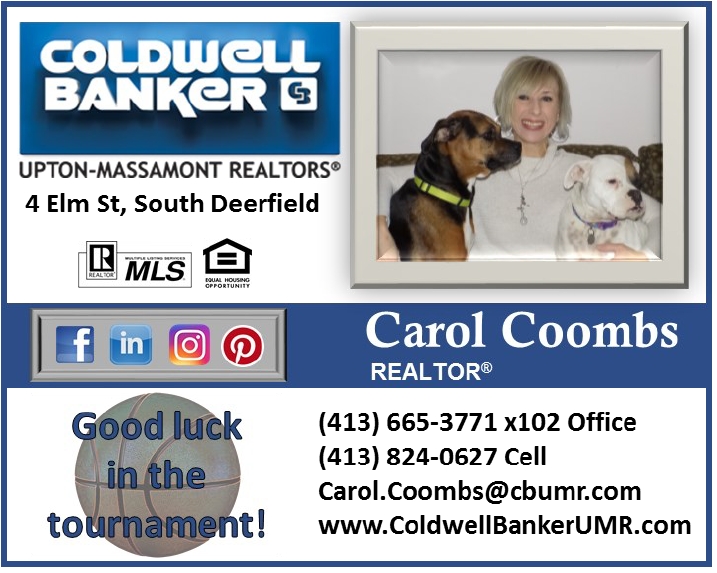 COLDWELL
BANKER CB
UPTON-MASSAMONT REALTORS®
4 Elm St, South Deerfield
R
REALTOR®
MULTIPLE LISTING SERVICES
MLS
EQUAL HOUSING
OPPORTUNITY
f in
Carol Coombs
REALTOR®
Good luck
in the
tournament!
(413) 665-3771 x102 Office
(413) 824-0627 Cell
Carol.Coombs@cbumr.com
www.ColdwellBankerUMR.com